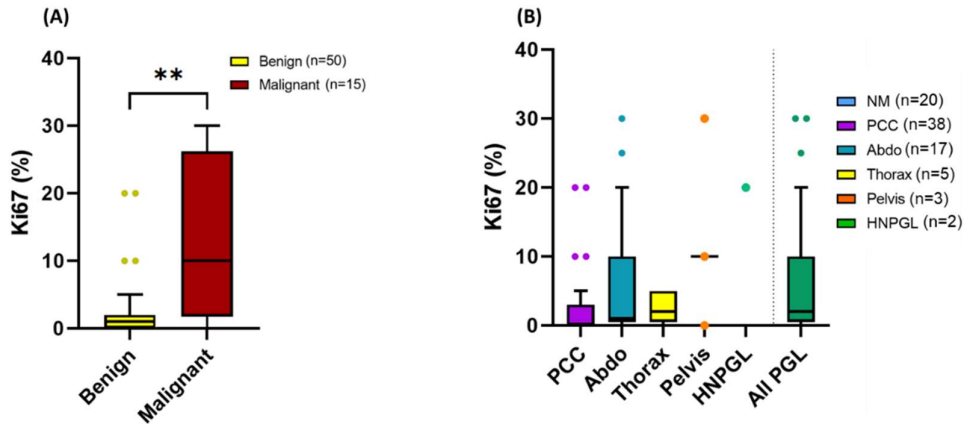 (A)
40
30
20
10
0
Ki67 (%)
**
Benign (n=50)
Malignant (n=15)
Benign
Malignant
(B)
40
30
20
10
0
Ki67 (%)
NM (n=20)
PCC (n=38)
Abdo (n=17)
Thorax (n=5)
Pelvis (n=3)
HNPGL (n=2)
PCC
Abdo
Thorax
Pelvis
HNPGL
All PGL